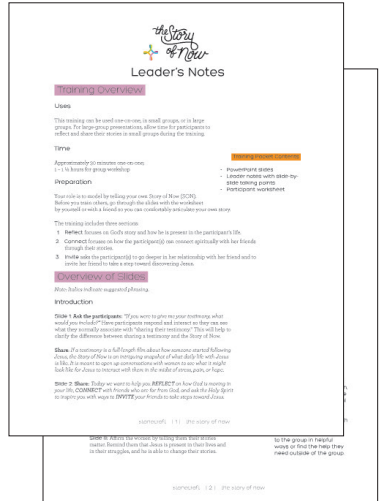 the Story
of Now
Leader's Notes
Training Overview
Uses
This training can be used one-on-one, in small groups, or in large
groups. For large-group presentations, allow time for participants to
reflect and share their stories in small groups during the training.
Time
Approximately 50 minutes one-on-one
1 – 1 ½ hours for group workshop
Training Packet Contents
- PowerPoint slides
- Leader notes with slide-by-
slide talking points
- Participant worksheet
Preparation
Your role is to model by telling your own Story of Now (SON).
Before you train others, go through the slides with the worksheet
by yourself or with a friend so you can comfortably articulate your own story.
The training includes three sections:
1 Reflect focuses on God's story and how he is present in the participant's life.
2 Connect focuses on how the participant(s) can connect spiritually with her friends
through their stories.
3 Invite asks the participant(s) to go deeper in her relationship with her friend and to
invite her friend to take a step toward discovering Jesus.
Overview of Slides
Note: Italics indicate suggested phrasing.
Introduction
Slide 1: Ask the participants: "If you were to give me your testimony, what
would you include?" Have participants respond and interact so they can see
what they normally associate with "sharing their testimony." This will help to
clarify the difference between sharing a testimony and the Story of Now.
Share: If a testimony is a full-length film about how someone started following
Jesus, the Story of Now is an intriguing snapshot of what daily life with Jesus
is like. It is meant to open up conversations with women to see what it might
look like for Jesus to interact with them in the midst of stress, pain, or hope.
Slide 2: Share: Today we want to help you REFLECT on how God is moving in
your life, CONNECT with friends who are far from God, and ask the Holy Spirit
to inspire you with ways to INVITE your friends to take steps toward Jesus.
| 1 | the story of now
Affirm the women by telling them their stories
matter. Remind them that Jesus is present in their lives and
in their struggles, and he is able to change their stories.
to the group in helpful
ways or find the help they
need outside of the group.
| 2 | the story of now